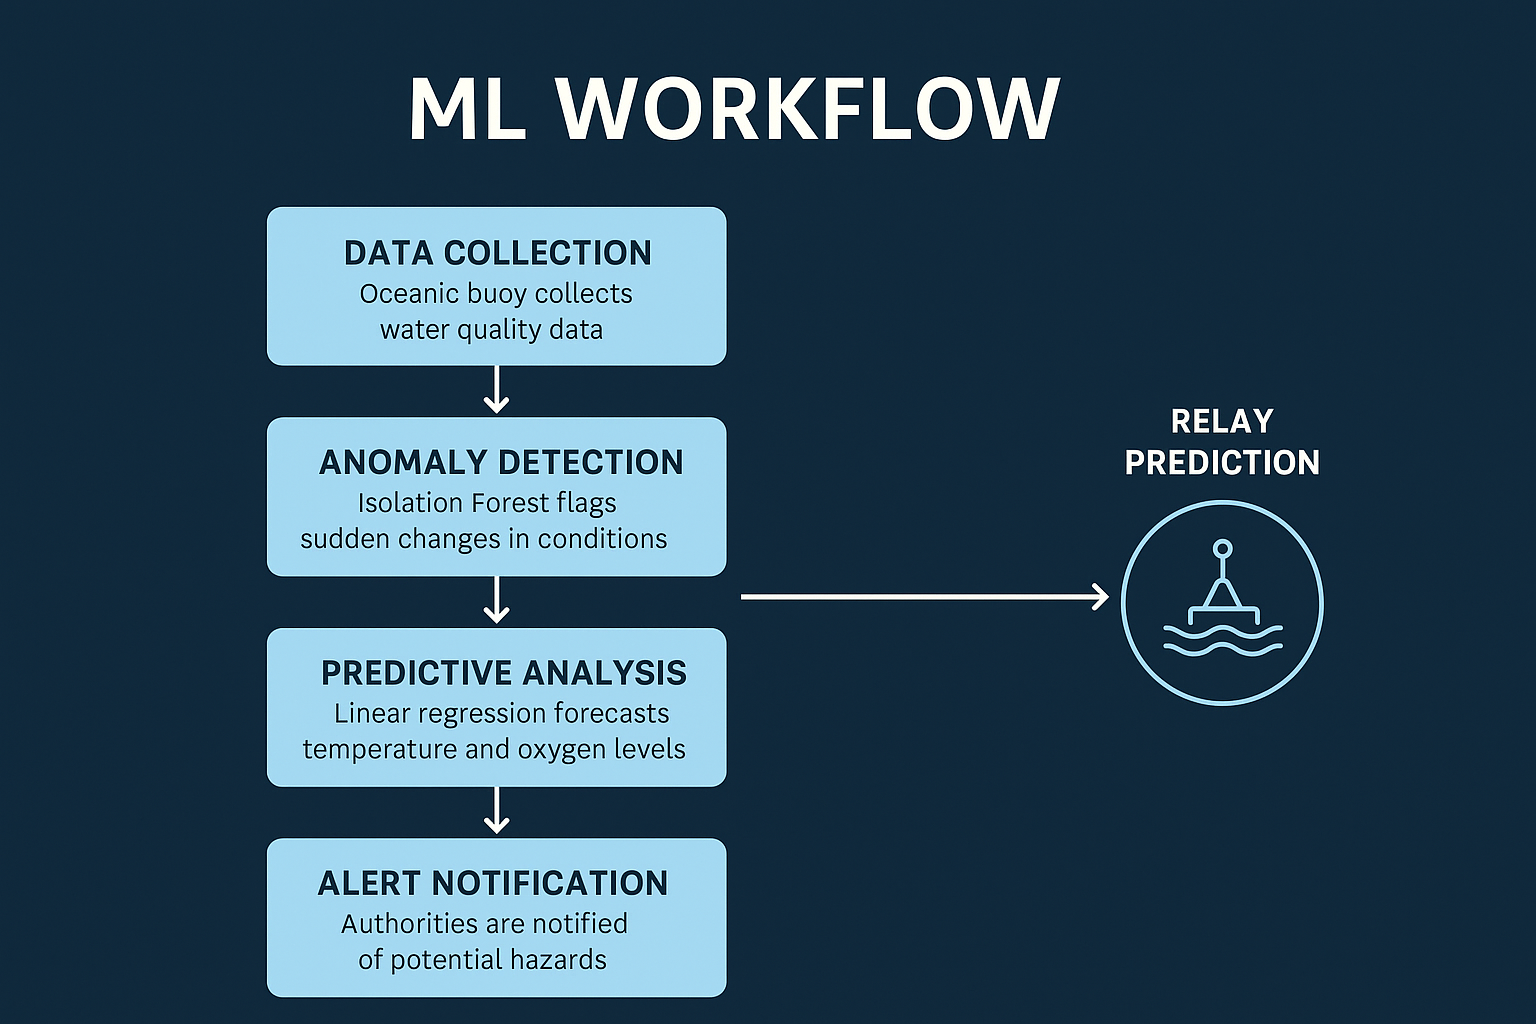 ML WORKFLOW
DATA COLLECTION
Oceanic buoy collects
water quality data
ANOMALY DETECTION
Isolation Forest flags
sudden changes in conditions
PREDICTIVE ANALYSIS
Linear regression forecasts
temperature and oxygen levels
ALERT NOTIFICATION
Authorities are notified
of potential hazards
RELAY
PREDICTION